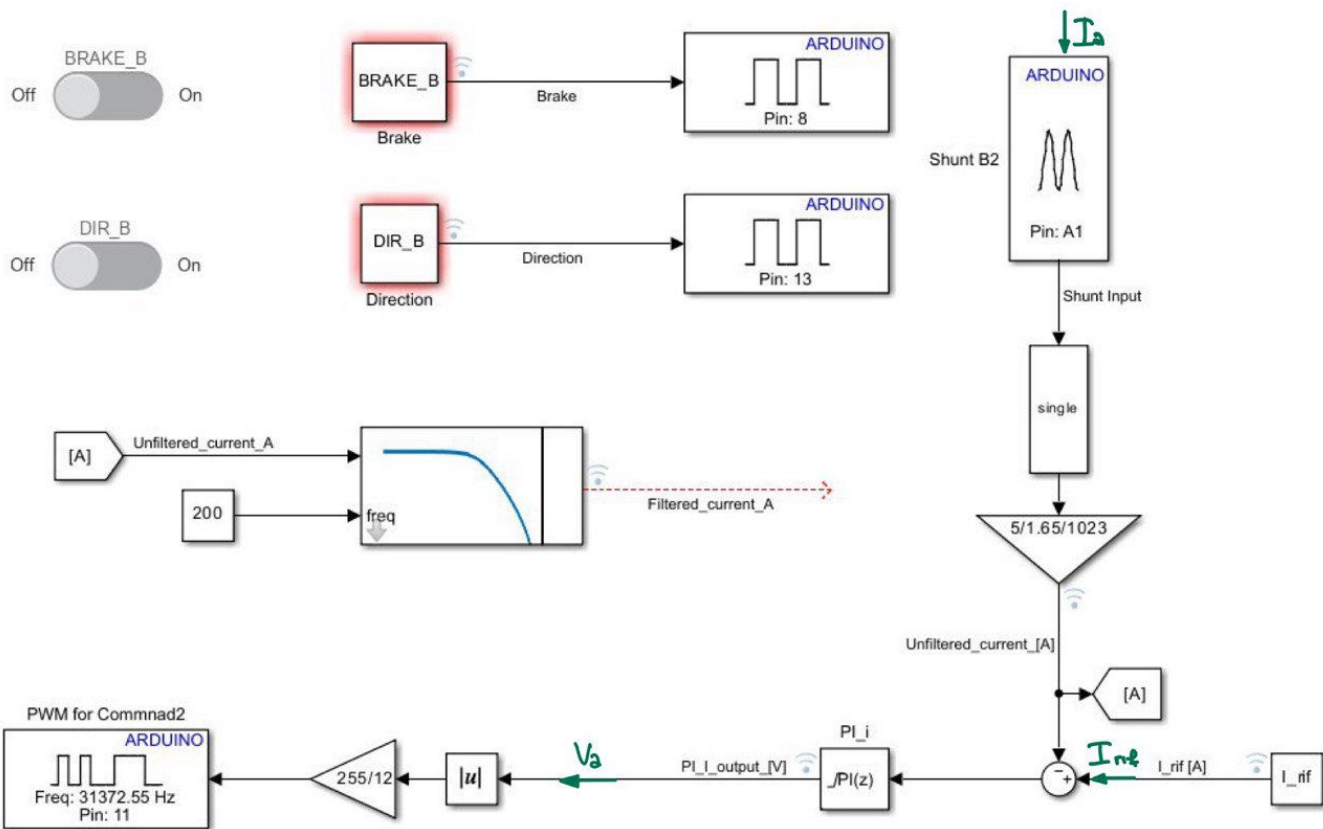 BRAKE_B
Off
On
BRAKE_B
Brake
Brake
ARDUINO
Pin: 8
Ia
ARDUINO
Shunt B2
Pin: A1
DIR_B
Off
On
DIR_B
Direction
Direction
ARDUINO
Pin: 13
Shunt Input
single
[A]
Unfiltered_current_A
200
freq
Filtered_current_A
5/1.65/1023
Unfiltered_current_[A]
[A]
PWM for Commnad2
ARDUINO
Freq: 31372.55 Hz
Pin: 11
255/12
|u|
Va
PI_I_output_[V]
PI_i
PI(z)
-
+
I_rif [A]
I_rif